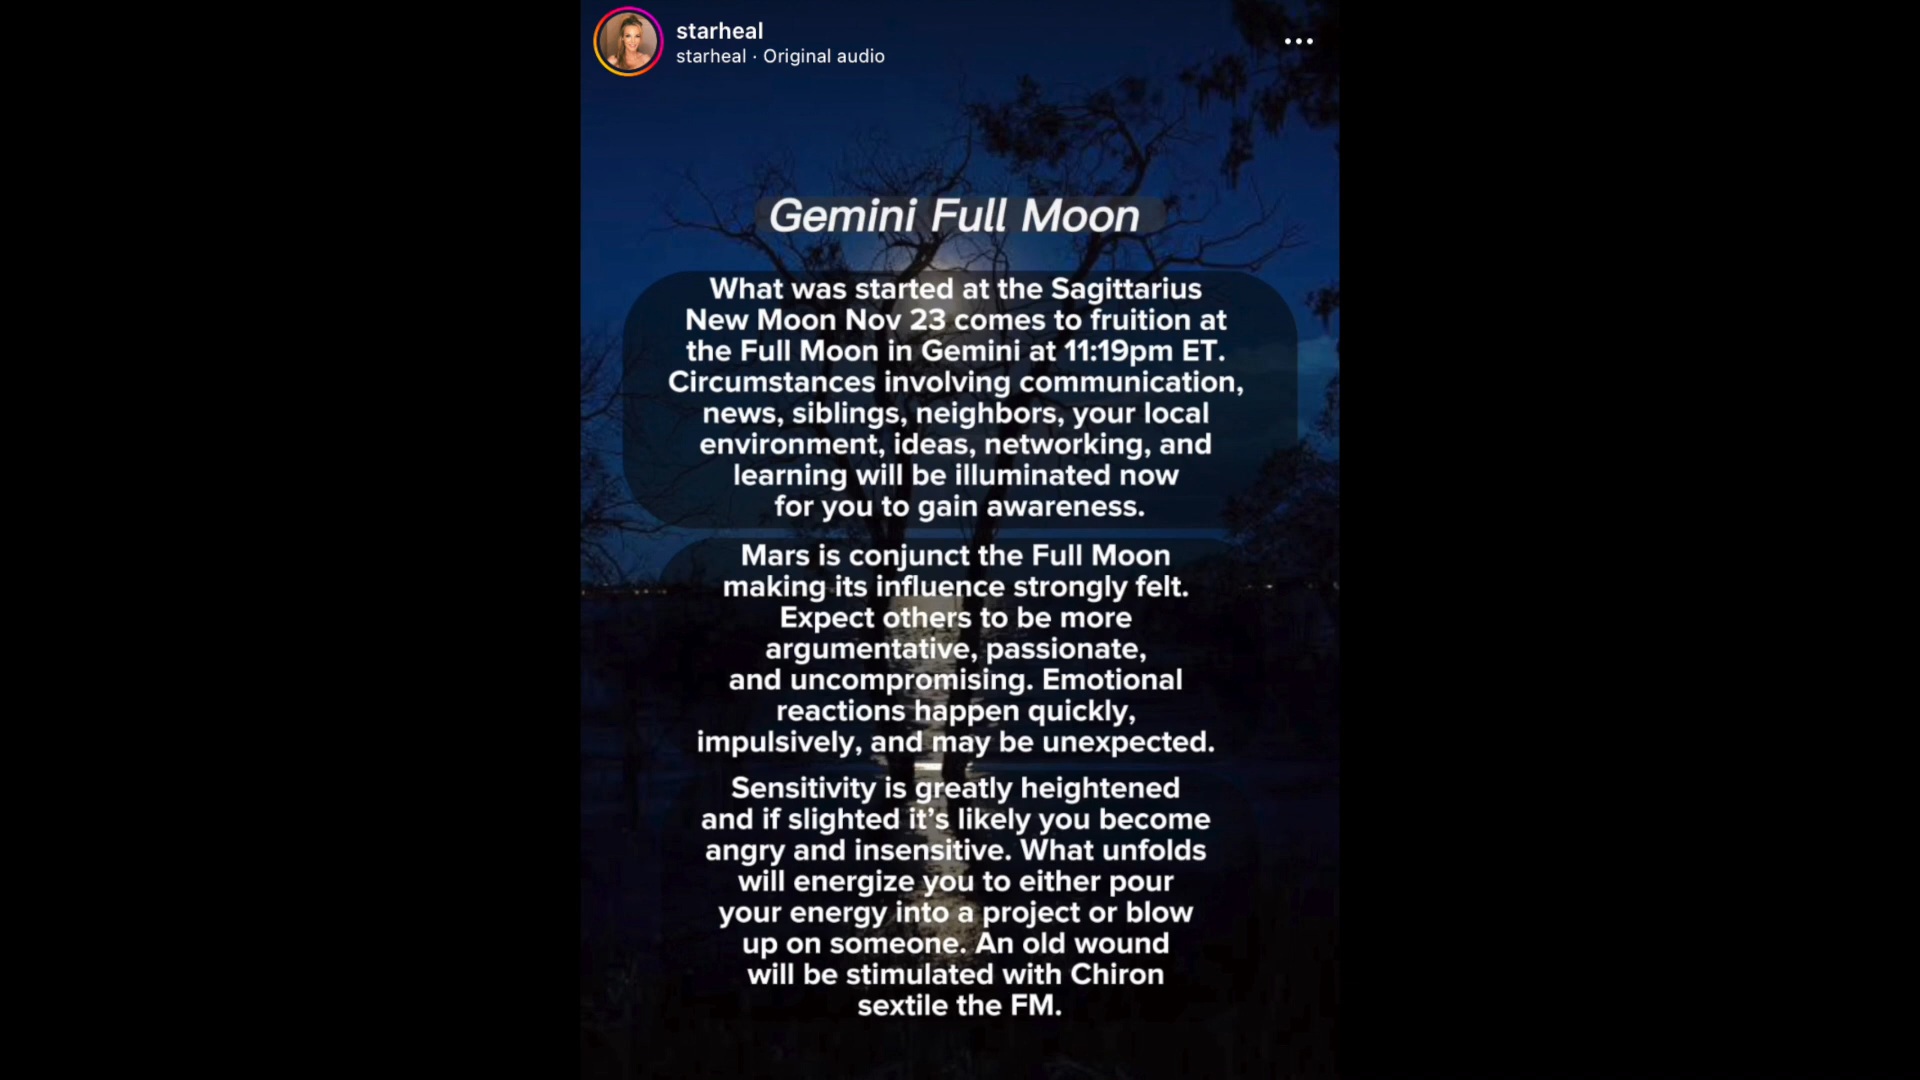 starheal
starheal · Original audio
Gemini Full Moon
What was started at the Sagittarius
New Moon Nov 23 comes to fruition at
the Full Moon in Gemini at 11:19pm ET.
Circumstances involving communication,
news, siblings, neighbors, your local
environment, ideas, networking, and
learning will be illuminated now
for you to gain awareness.
Mars is conjunct the Full Moon
making its influence strongly felt.
Expect others to be more
argumentative, passionate,
and uncompromising. Emotional
reactions happen quickly,
impulsively, and may be unexpected.
Sensitivity is greatly heightened
and if slighted it’s likely you become
angry and insensitive. What unfolds
will energize you to either pour
your energy into a project or blow
up on someone. An old wound
will be stimulated with Chiron
sextile the FM.